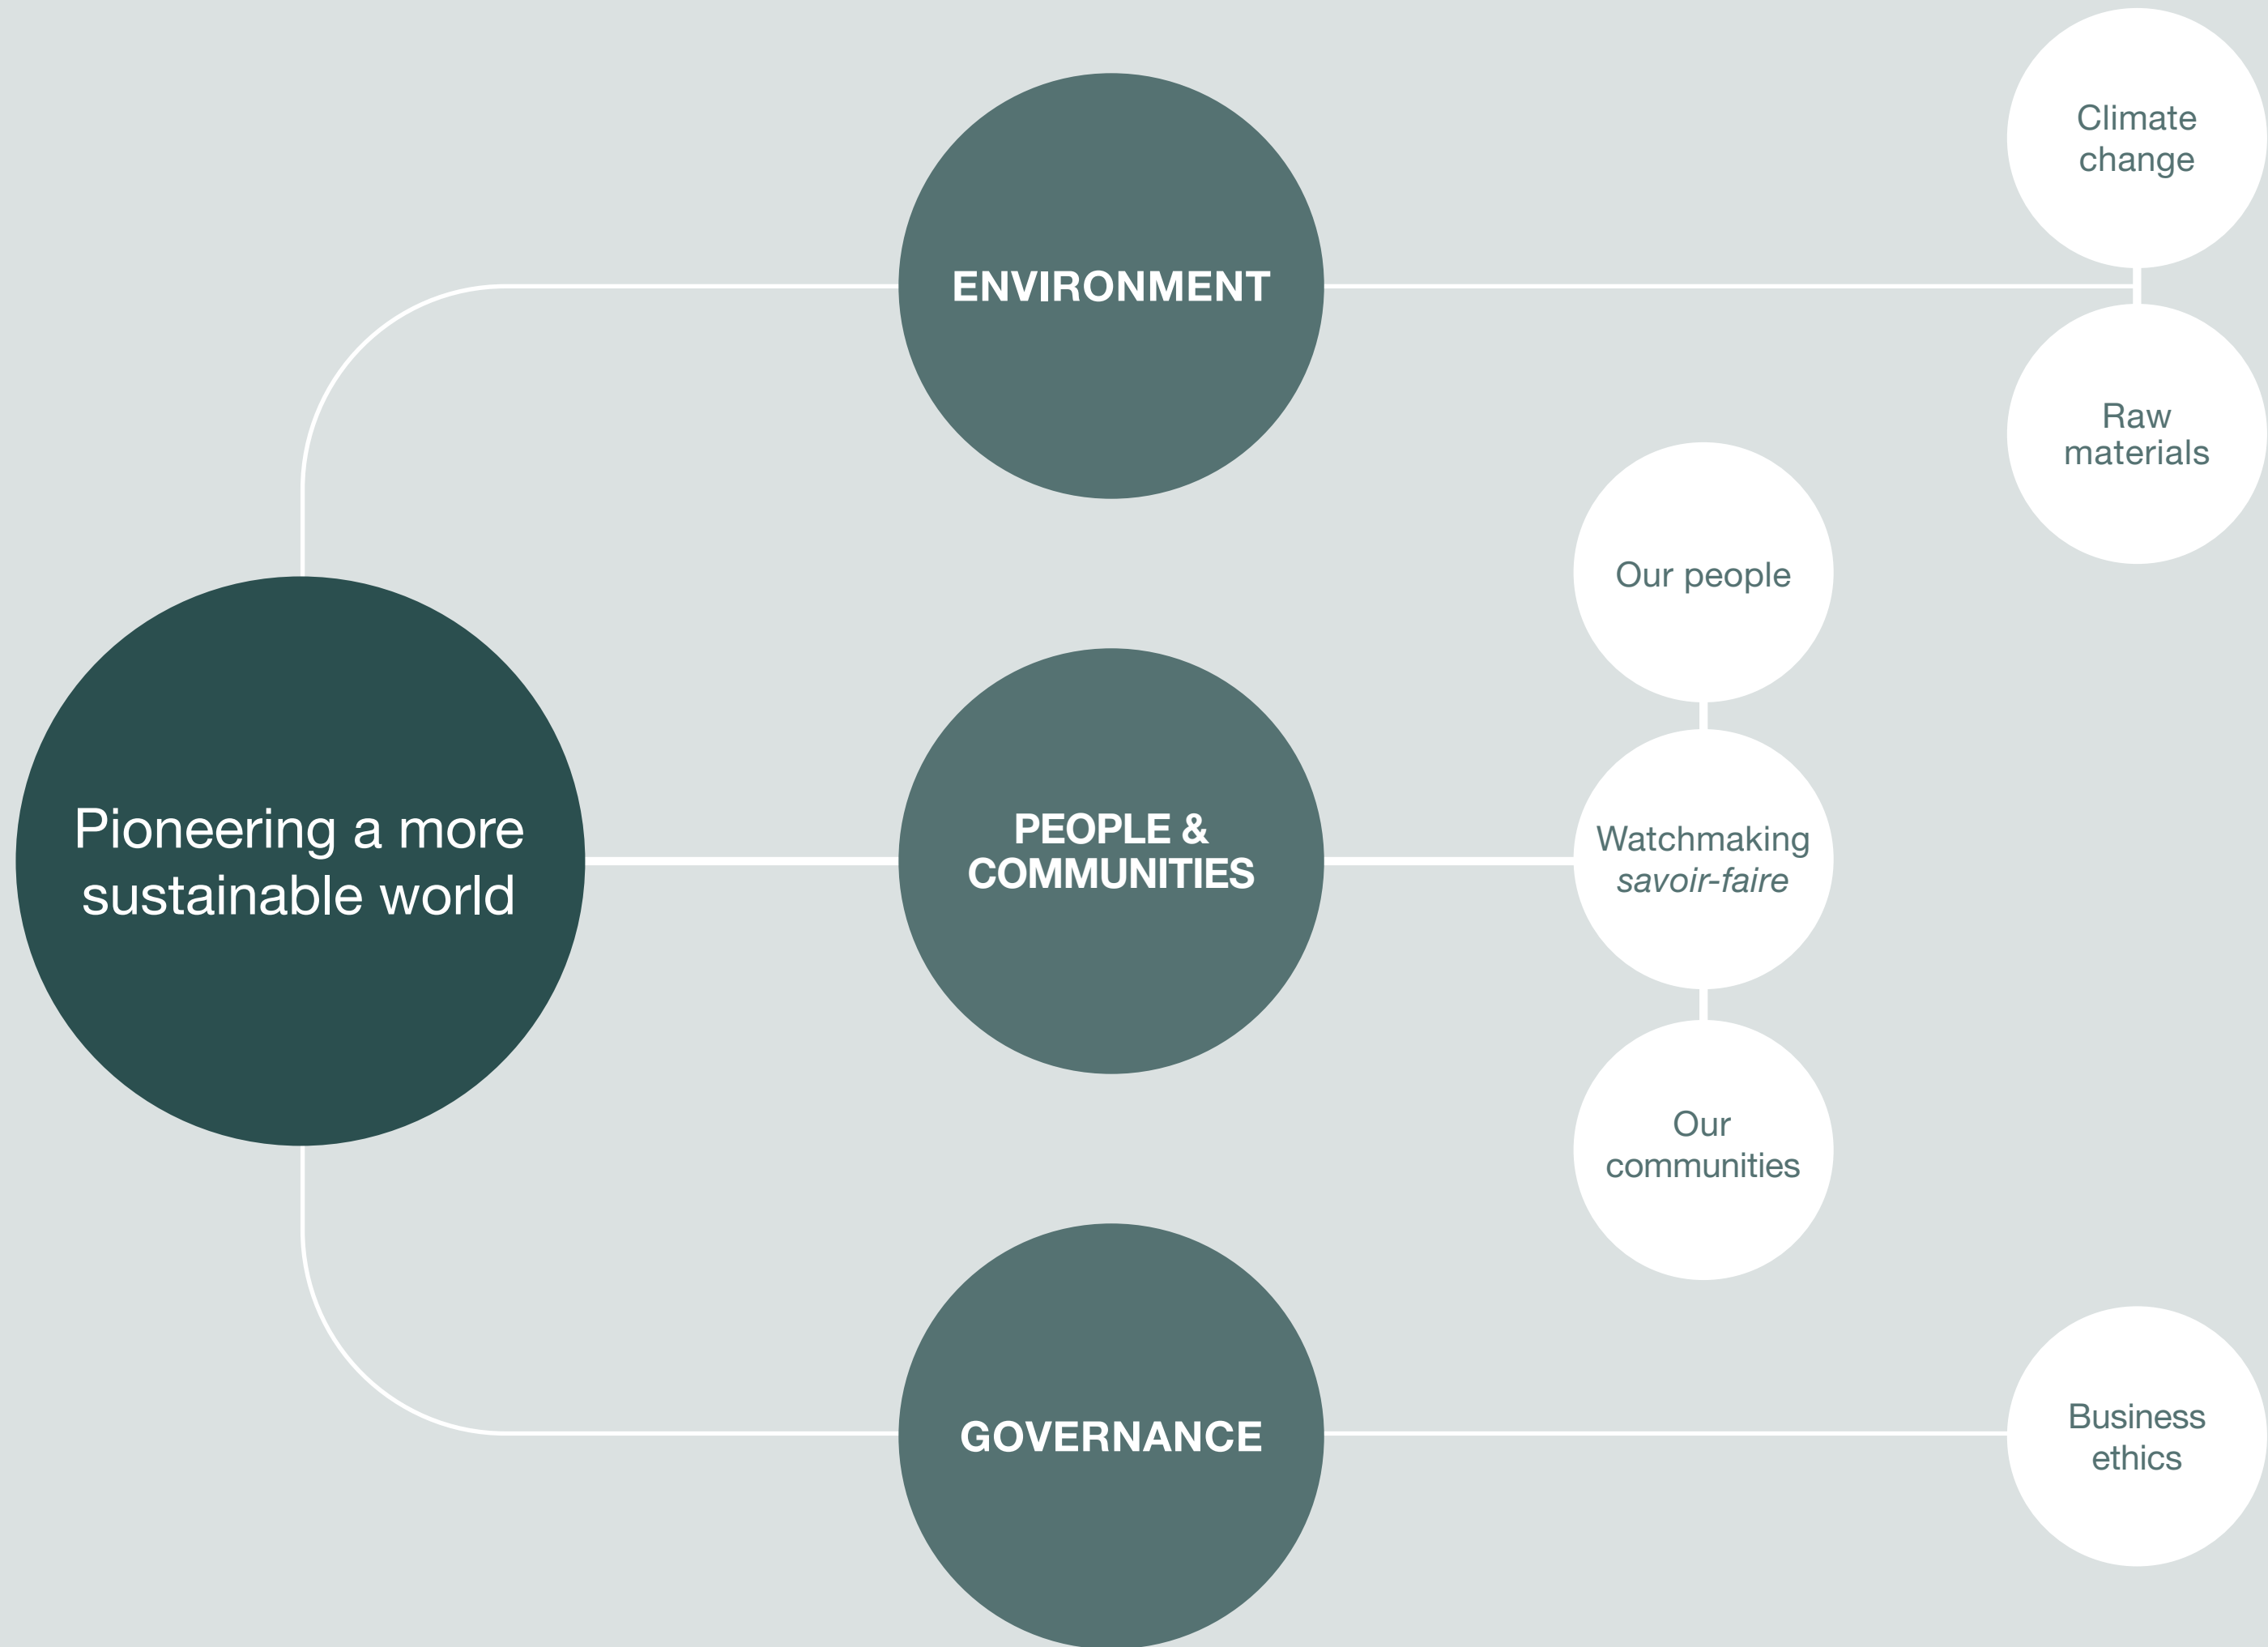 Pioneering a more
sustainable world
ENVIRONMENT
Climate
change
Raw
materials
PEOPLE &
COMMUNITIES
Our people
Watchmaking
savoir-faire
Our
communities
GOVERNANCE
Business
ethics